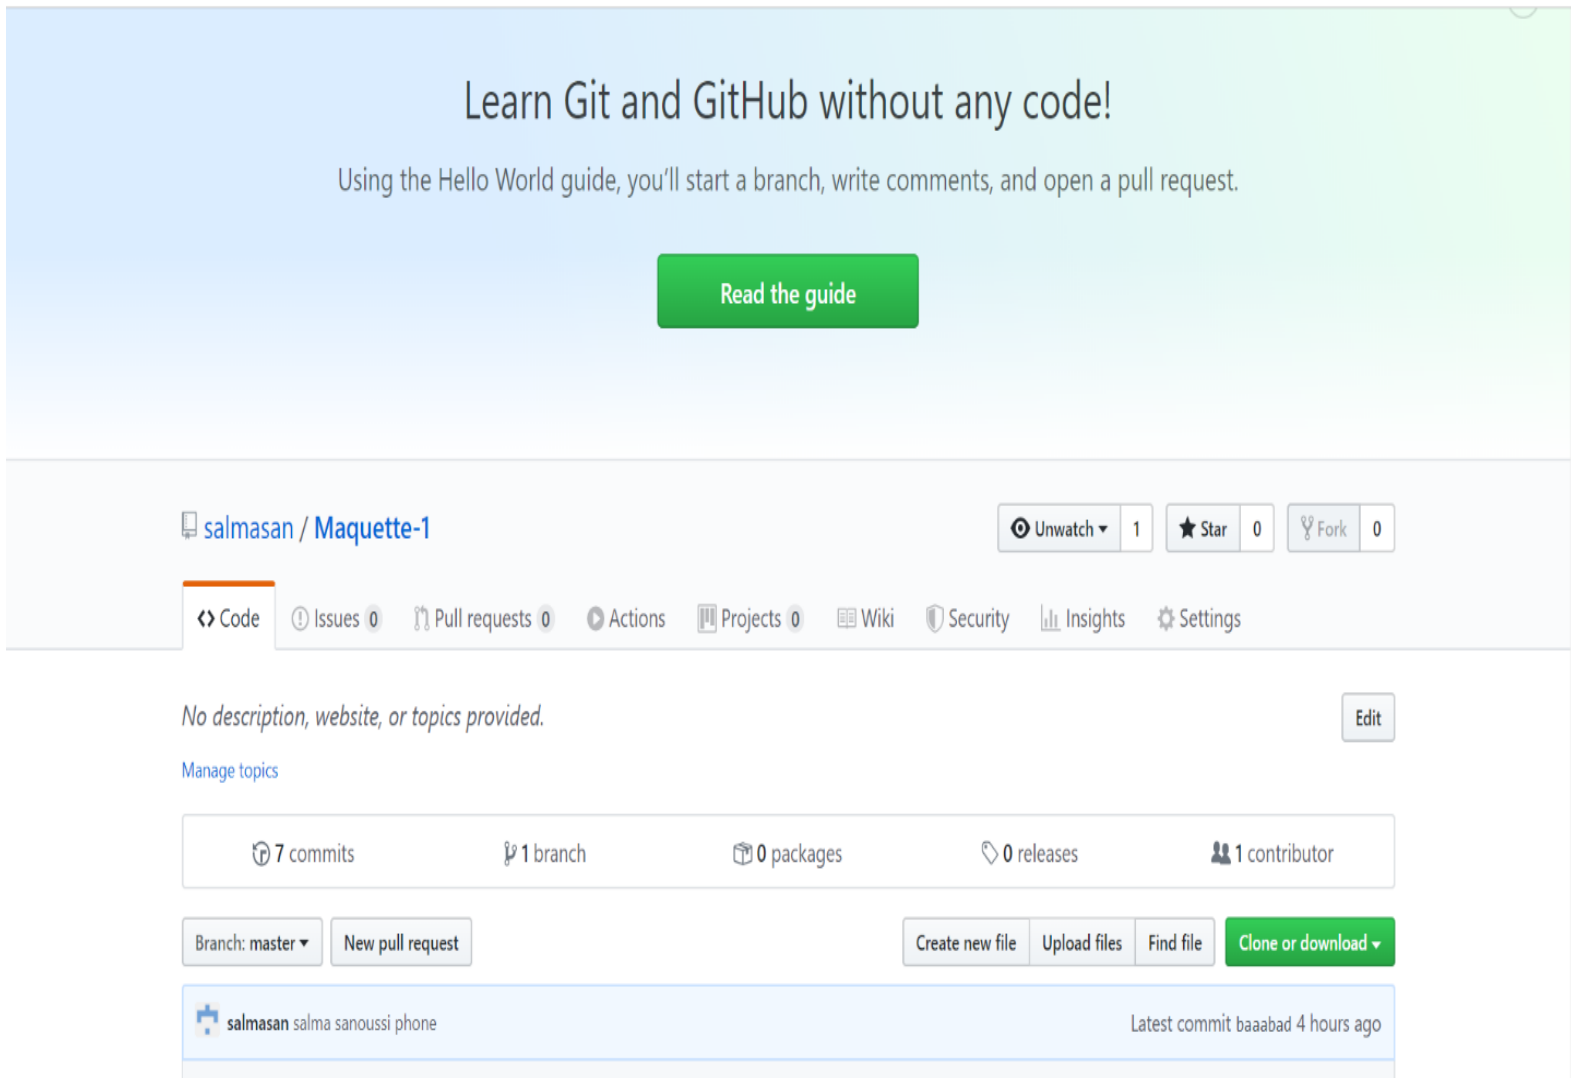 Learn Git and GitHub without any code!
Using the Hello World guide, you'll start a branch, write comments, and open a pull request.
Read the guide
salmasan / Maquette-1
Unwatch 1 Star 0 Fork 0
Code Issues 0 Pull requests 0 Actions Projects 0 Wiki Security Insights Settings
No description, website, or topics provided. Edit
Manage topics
7 commits 1 branch 0 packages 0 releases 1 contributor
Branch: master New pull request Create new file Upload files Find file Clone or download
salmasan salma sanoussi phone Latest commit baaabad 4 hours ago